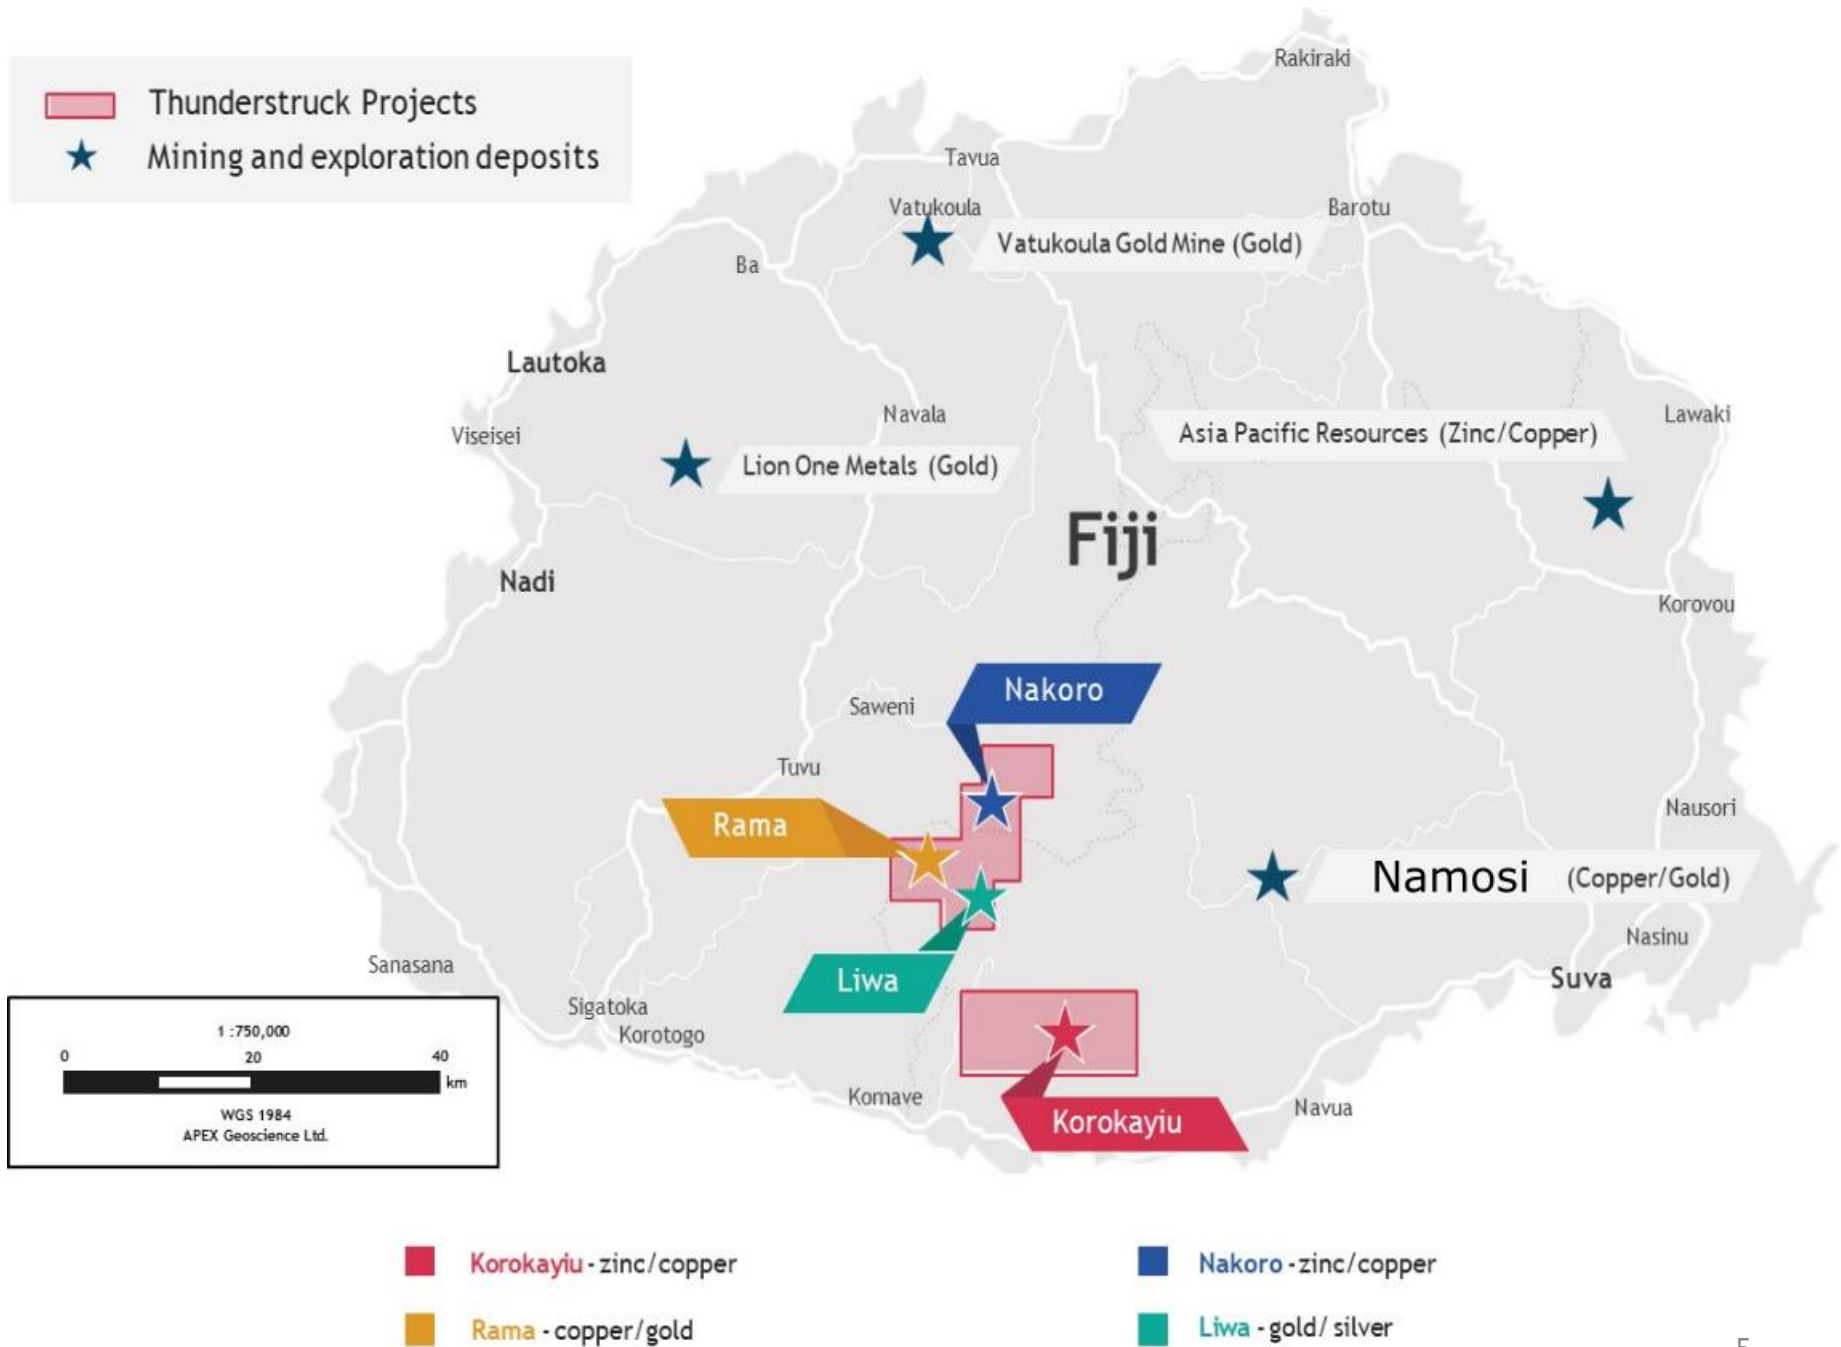 Rakiraki
Thunderstruck Projects
Mining and exploration deposits
Tavua
Vatukoula
Barotu
Vatukoula Gold Mine (Gold)
Ba
Lautoka
Navala
Lawaki
Viseisei
Asia Pacific Resources (Zinc/Copper)
Lion One Metals (Gold)
Fiji
Nadi
Korovou
Nakoro
Saweni
Tuvu
Nausori
Rama
Namosi (Copper/Gold)
Nasinu
Sanasana
Liwa
Suva
Sigatoka
Korotogo
1 :750,000
0 20 40
km
WGS 1984
APEX Geoscience Ltd.
Komave
Navua
Korokayiu
Korokayiu - zinc/copper
Nakoro - zinc/copper
Rama - copper/gold
Liwa - gold/ silver